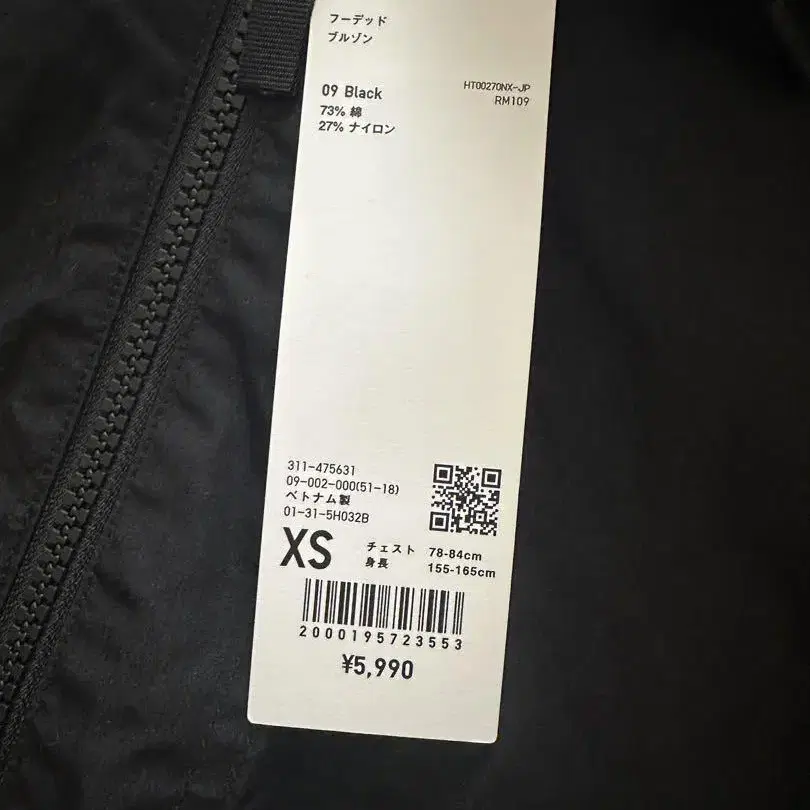 フーデッド
ブルゾン
09 Black
HT00270NX-JP
73% 綿
RM109
27% ナイロン
311-475631
09-002-000(51-18)
ベトナム製
01-31-5H032B
XS チェスト 78-84cm
身長 155-165cm
2000195723553
¥5,990